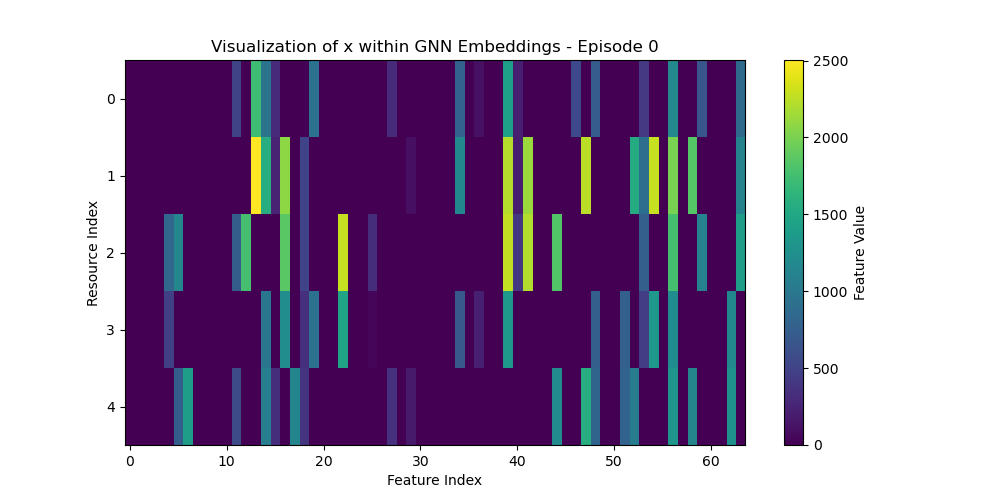 Visualization of x within GNN Embeddings - Episode 0
Resource Index
0
1
2
3
4
0 10 20 30 40 50 60
Feature Index
2500
2000
1500
1000
500
0
Feature Value